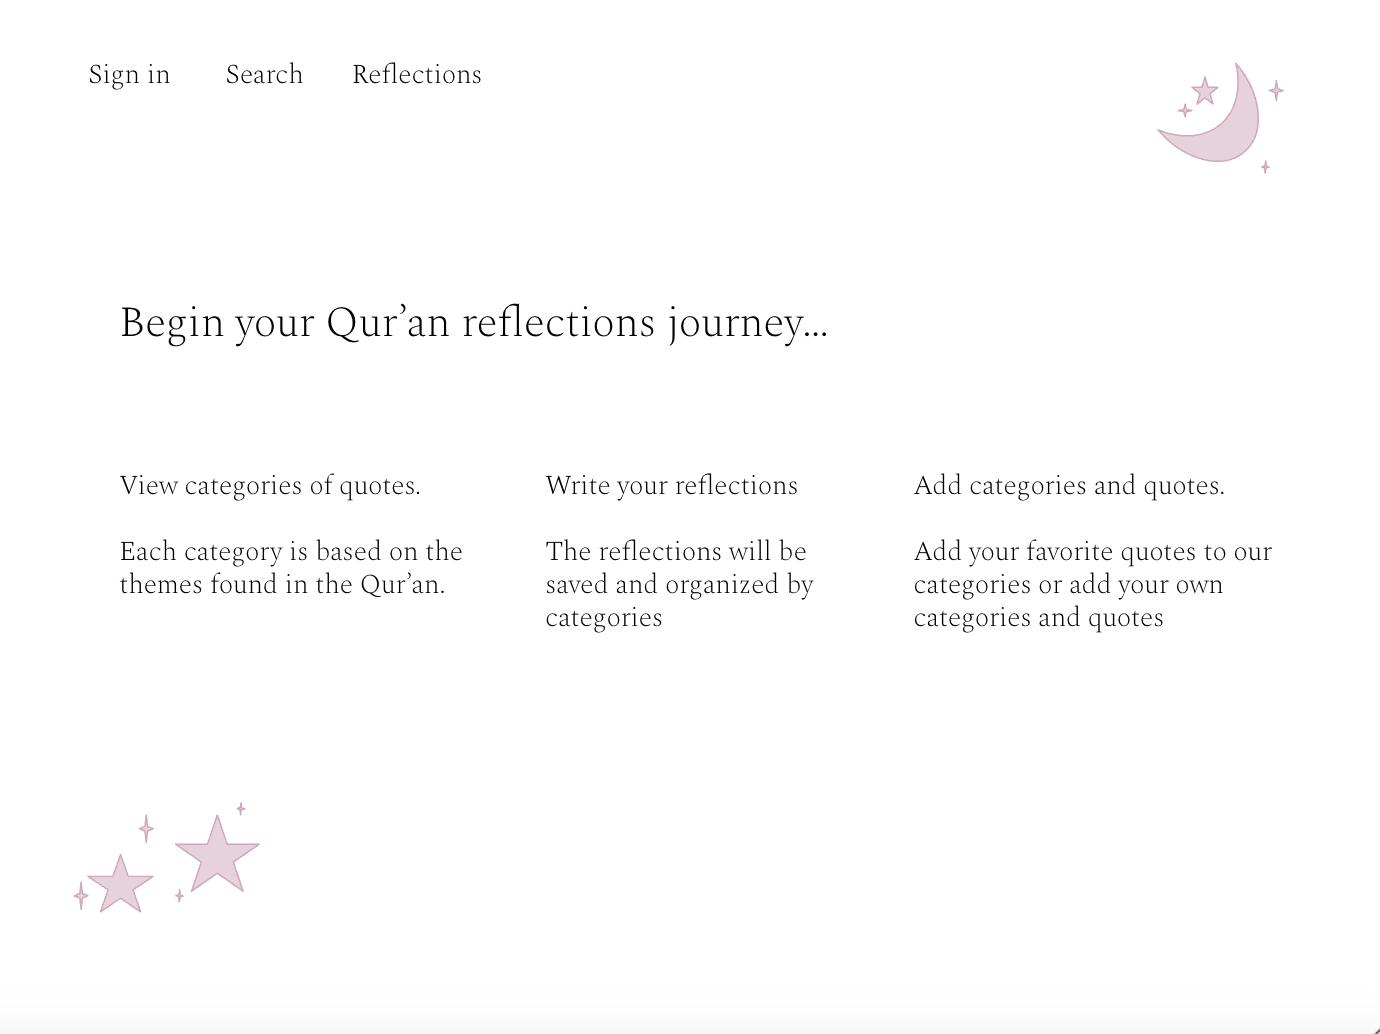 Sign in Search Reflections
Begin your Qur’an reflections journey...
View categories of quotes.
Each category is based on the
themes found in the Qur’an.
Write your reflections
The reflections will be
saved and organized by
categories
Add categories and quotes.
Add your favorite quotes to our
categories or add your own
categories and quotes